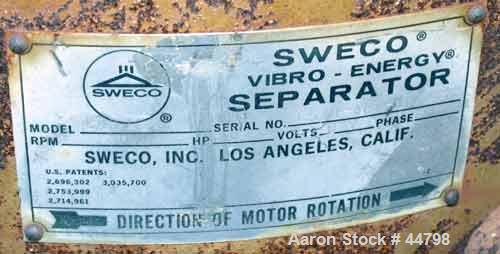 SWECO®
VIBRO - ENERGY®
SEPARATOR
SWECO
®
MODEL SERIAL NO.
RPM HP VOLTS PHASE
SWECO, INC. LOS ANGELES, CALIF.
U.S. PATENTS:
2,696,302 3,035,700
2,753,999
2,714,961
DIRECTION OF MOTOR ROTATION
Aaron Stock # 44798